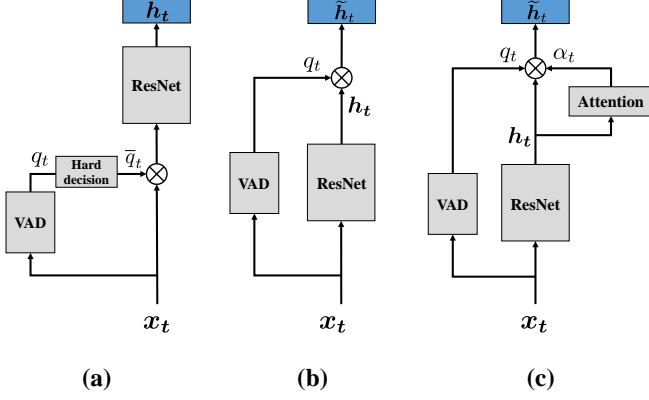 h_t
ResNet
q_t
Hard
decision
q̅_t
⊗
VAD
x_t
(a)
h̃_t
q_t
⊗
h_t
VAD
ResNet
x_t
(b)
h̃_t
q_t
⊗
α_t
Attention
h_t
VAD
ResNet
x_t
(c)